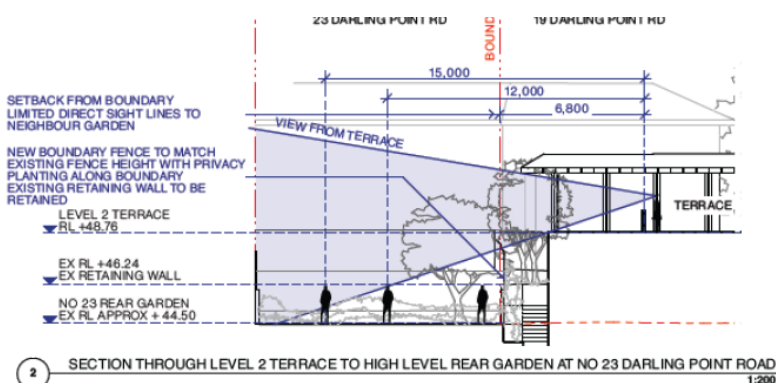 23 DARLING POINT RD
19 DARLING POINT RD
BOUND
15,000
12,000
6,800
SETBACK FROM BOUNDARY
LIMITED DIRECT SIGHT LINES TO
NEIGHBOUR GARDEN
VIEW FROM TERRACE
NEW BOUNDARY FENCE TO MATCH
EXISTING FENCE HEIGHT WITH PRIVACY
PLANTING ALONG BOUNDARY
EXISTING RETAINING WALL TO BE
RETAINED
TERRACE
LEVEL 2 TERRACE
RL +48.76
EX RL +46.24
EX RETAINING WALL
NO 23 REAR GARDEN
EX RL APPROX + 44.50
2
SECTION THROUGH LEVEL 2 TERRACE TO HIGH LEVEL REAR GARDEN AT NO 23 DARLING POINT ROAD
1:200